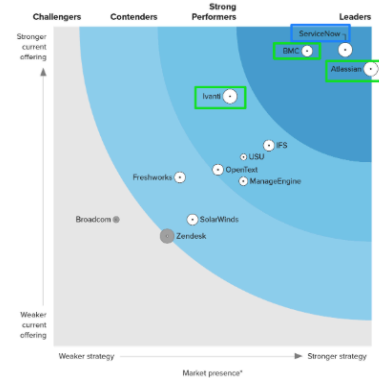 Challengers
Contenders
Strong
Performers
Leaders
Stronger
current
offering
ServiceNow
BMC
Atlassian
Ivanti
IFS
USU
OpenText
Freshworks
ManageEngine
Broadcom
SolarWinds
Zendesk
Weaker
current
offering
Weaker strategy
Stronger strategy
Market presence*